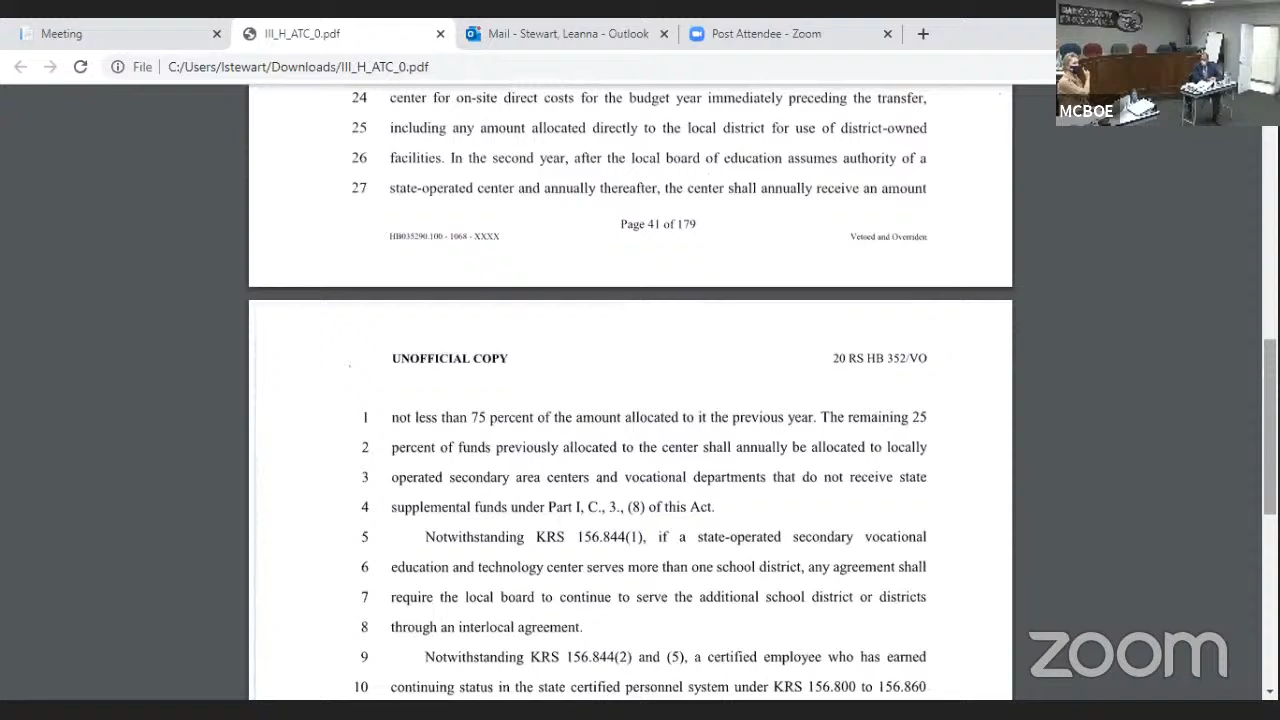 Meeting
III_H_ATC_0.pdf
Mail - Stewart, Leanna - Outlook
Post Attendee - Zoom
File
C:/Users/lstewart/Downloads/III_H_ATC_0.pdf
MCBOE
24 center for on-site direct costs for the budget year immediately preceding the transfer,
25 including any amount allocated directly to the local district for use of district-owned
26 facilities. In the second year, after the local board of education assumes authority of a
27 state-operated center and annually thereafter, the center shall annually receive an amount
Page 41 of 179
HB035290.100 - 1068 - XXXX
Vetoed and Overriden
UNOFFICIAL COPY
20 RS HB 352/VO
1 not less than 75 percent of the amount allocated to it the previous year. The remaining 25
2 percent of funds previously allocated to the center shall annually be allocated to locally
3 operated secondary area centers and vocational departments that do not receive state
4 supplemental funds under Part I, C., 3., (8) of this Act.
5 Notwithstanding KRS 156.844(1), if a state-operated secondary vocational
6 education and technology center serves more than one school district, any agreement shall
7 require the local board to continue to serve the additional school district or districts
8 through an interlocal agreement.
9 Notwithstanding KRS 156.844(2) and (5), a certified employee who has earned
10 continuing status in the state certified personnel system under KRS 156.800 to 156.860
zoom